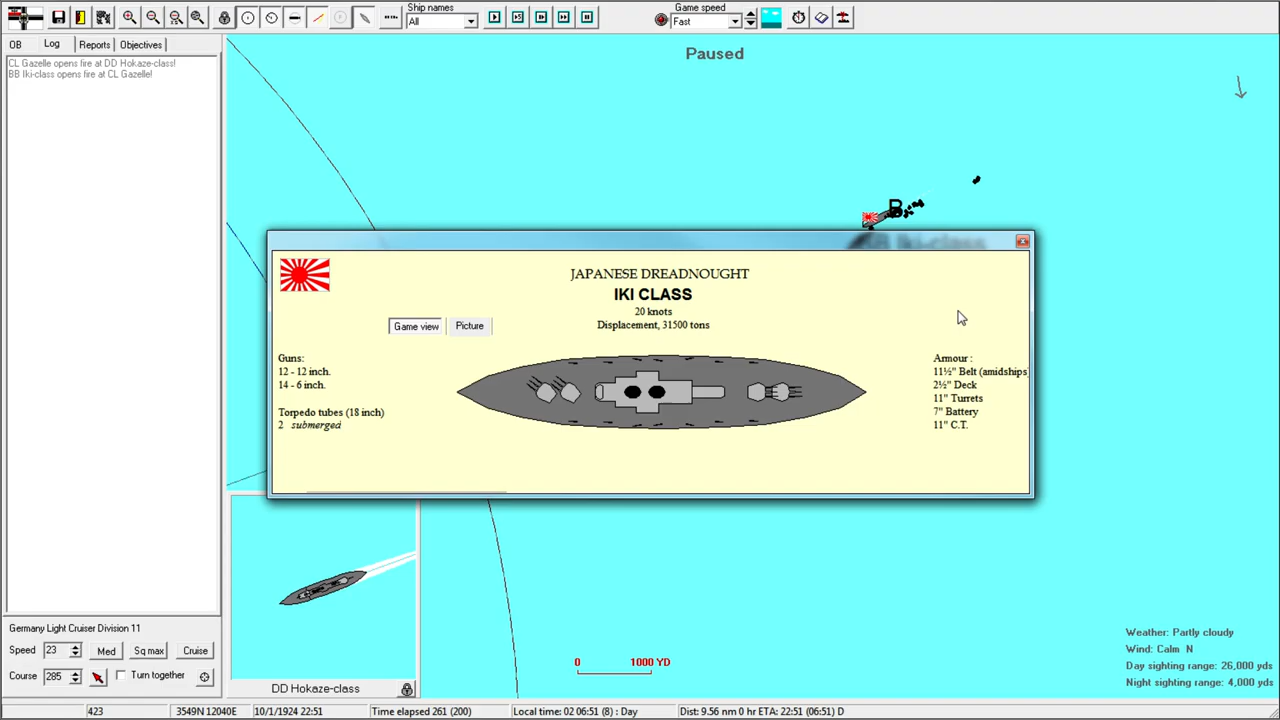 Ship names
Game speed
All
Fast
OB
Log
Reports
Objectives
CL Gazelle opens fire at DD Hokaze-class!
BB Iki-class opens fire at CL Gazelle!
Paused
B
BB Iki-class
JAPANESE DREADNOUGHT
IKI CLASS
20 knots
Displacement, 31500 tons
Game view
Picture
Guns:
12 - 12 inch.
14 - 6 inch.
Torpedo tubes (18 inch)
2 submerged
Armour :
11½" Belt (amidships)
2½" Deck
11" Turrets
7" Battery
11" C.T.
Germany Light Cruiser Division 11
Speed 23 Med Sq max Cruise
Course 285 Turn together
DD Hokaze-class
0 1000 YD
Weather: Partly cloudy
Wind: Calm N
Day sighting range: 26,000 yds
Night sighting range: 4,000 yds
423
3549N 12040E
10/1/1924 22:51
Time elapsed 261 (200)
Local time: 02 06:51 (8) : Day
Dist: 9.56 nm 0 hr ETA: 22:51 (06:51) D